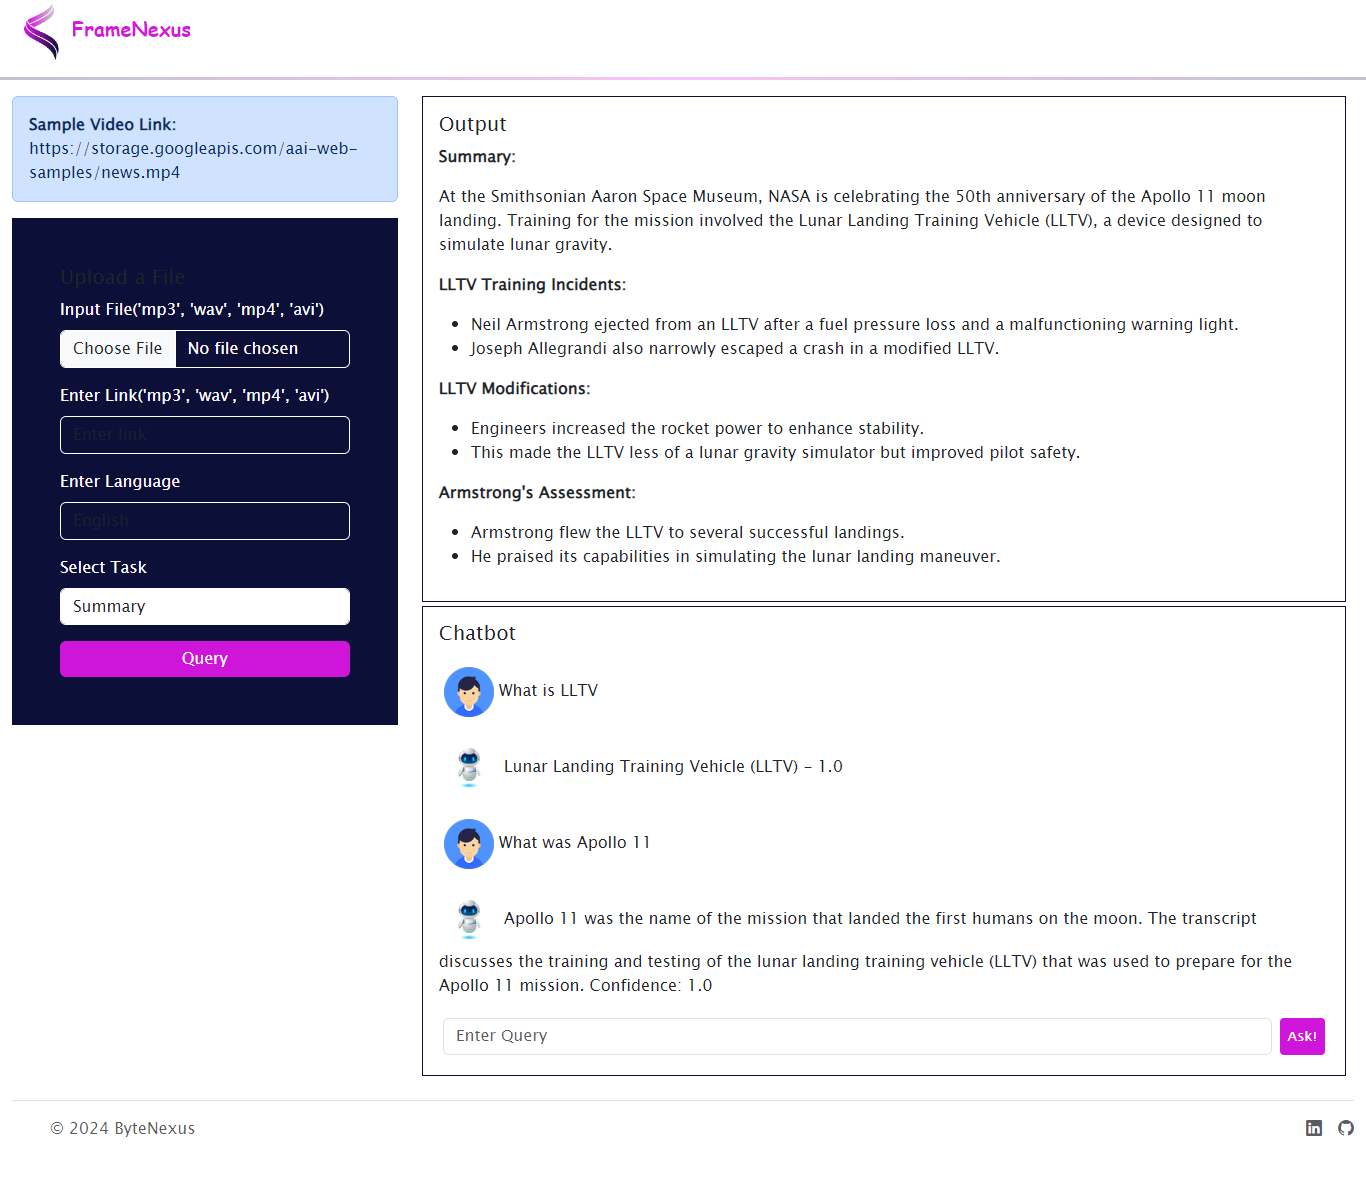 FrameNexus
Sample Video Link:
https://storage.googleapis.com/aai-web-
samples/news.mp4
Upload a File
Input File('mp3', 'wav', 'mp4', 'avi')
Choose File No file chosen
Enter Link('mp3', 'wav', 'mp4', 'avi')
Enter link
Enter Language
English
Select Task
Summary
Query
Output
Summary:
At the Smithsonian Aaron Space Museum, NASA is celebrating the 50th anniversary of the Apollo 11 moon
landing. Training for the mission involved the Lunar Landing Training Vehicle (LLTV), a device designed to
simulate lunar gravity.
LLTV Training Incidents:
• Neil Armstrong ejected from an LLTV after a fuel pressure loss and a malfunctioning warning light.
• Joseph Allegrandi also narrowly escaped a crash in a modified LLTV.
LLTV Modifications:
• Engineers increased the rocket power to enhance stability.
• This made the LLTV less of a lunar gravity simulator but improved pilot safety.
Armstrong's Assessment:
• Armstrong flew the LLTV to several successful landings.
• He praised its capabilities in simulating the lunar landing maneuver.
Chatbot
What is LLTV
Lunar Landing Training Vehicle (LLTV) - 1.0
What was Apollo 11
Apollo 11 was the name of the mission that landed the first humans on the moon. The transcript
discusses the training and testing of the lunar landing training vehicle (LLTV) that was used to prepare for the
Apollo 11 mission. Confidence: 1.0
Enter Query
Ask!
© 2024 ByteNexus